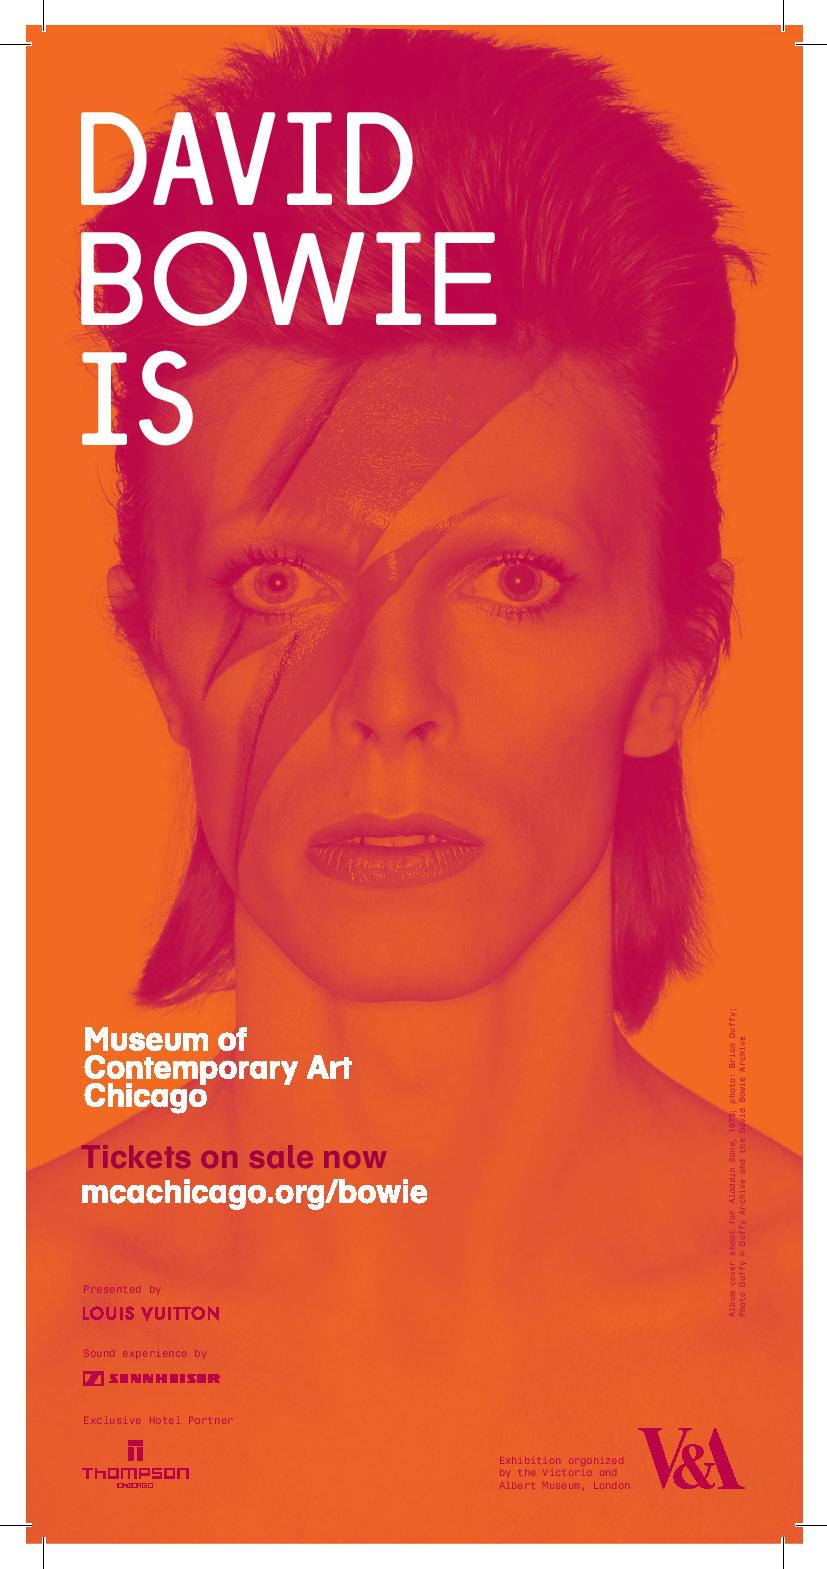 DAVID
BOWIE
IS
Museum of
Contemporary Art
Chicago
Tickets on sale now
mcachicago.org/bowie
Presented by
LOUIS VUITTON
Sound experience by
SENNHEISER
Exclusive Hotel Partner
THOMPSON
CHICAGO
Exhibition organized
by the Victoria and
Albert Museum, London
V&A
Album cover shoot for Aladdin Sane, 1973; photo: Brian Duffy;
Photo Duffy © Duffy Archive and the David Bowie Archive